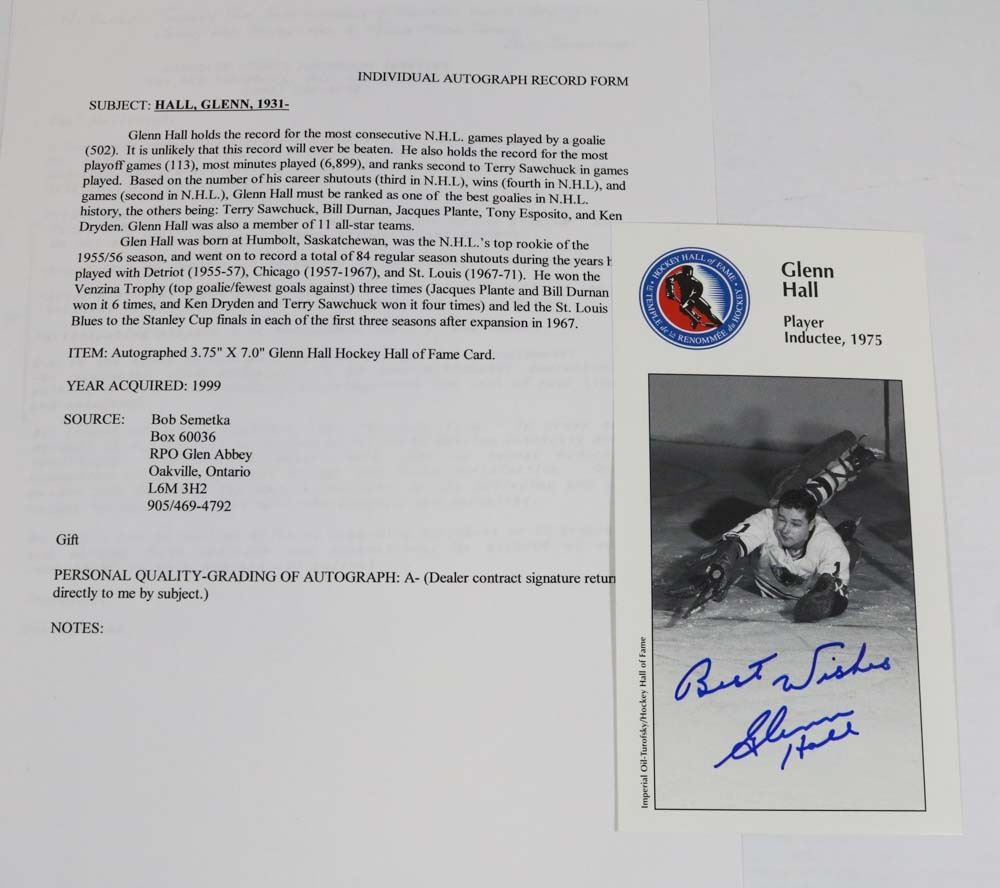 INDIVIDUAL AUTOGRAPH RECORD FORM
SUBJECT: HALL, GLENN, 1931-
Glenn Hall holds the record for the most consecutive N.H.L. games played by a goalie
(502). It is unlikely that this record will ever be beaten. He also holds the record for the most
playoff games (113), most minutes played (6,899), and ranks second to Terry Sawchuck in games
played. Based on the number of his career shutouts (third in N.H.L), wins (fourth in N.H.L), and
games (second in N.H.L.), Glenn Hall must be ranked as one of the best goalies in N.H.L.
history, the others being: Terry Sawchuck, Bill Durnan, Jacques Plante, Tony Esposito, and Ken
Dryden. Glenn Hall was also a member of 11 all-star teams.
Glen Hall was born at Humbolt, Saskatchewan, was the N.H.L.'s top rookie of the
1955/56 season, and went on to record a total of 84 regular season shutouts during the years
played with Detriot (1955-57), Chicago (1957-1967), and St. Louis (1967-71). He won the
Venzina Trophy (top goalie/fewest goals against) three times (Jacques Plante and Bill Durnan
won it 6 times, and Ken Dryden and Terry Sawchuck won it four times) and led the St. Louis
Blues to the Stanley Cup finals in each of the first three seasons after expansion in 1967.
ITEM: Autographed 3.75" X 7.0" Glenn Hall Hockey Hall of Fame Card.
YEAR ACQUIRED: 1999
SOURCE: Bob Semetka
Box 60036
RPO Glen Abbey
Oakville, Ontario
L6M 3H2
905/469-4792
Gift
PERSONAL QUALITY-GRADING OF AUTOGRAPH: A- (Dealer contract signature retur
directly to me by subject.)
NOTES:
HOCKEY HALL of FAME
TEMPLE de la RENOMMÉE du HOCKEY
Glenn
Hall
Player
Inductee, 1975
1
1
Imperial Oil-Turofsky/Hockey Hall of Fame
Best Wishes
Glenn
Hall